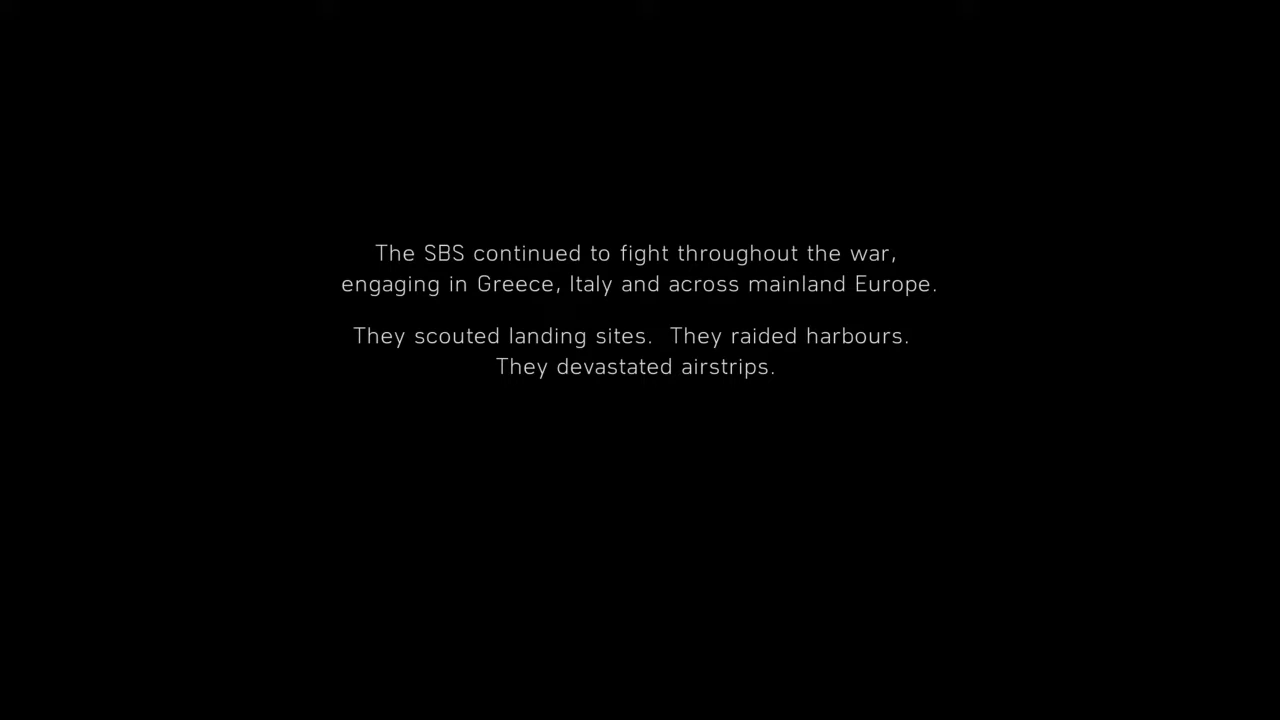 The SBS continued to fight throughout the war,
engaging in Greece, Italy and across mainland Europe.
They scouted landing sites.  They raided harbours.
They devastated airstrips.